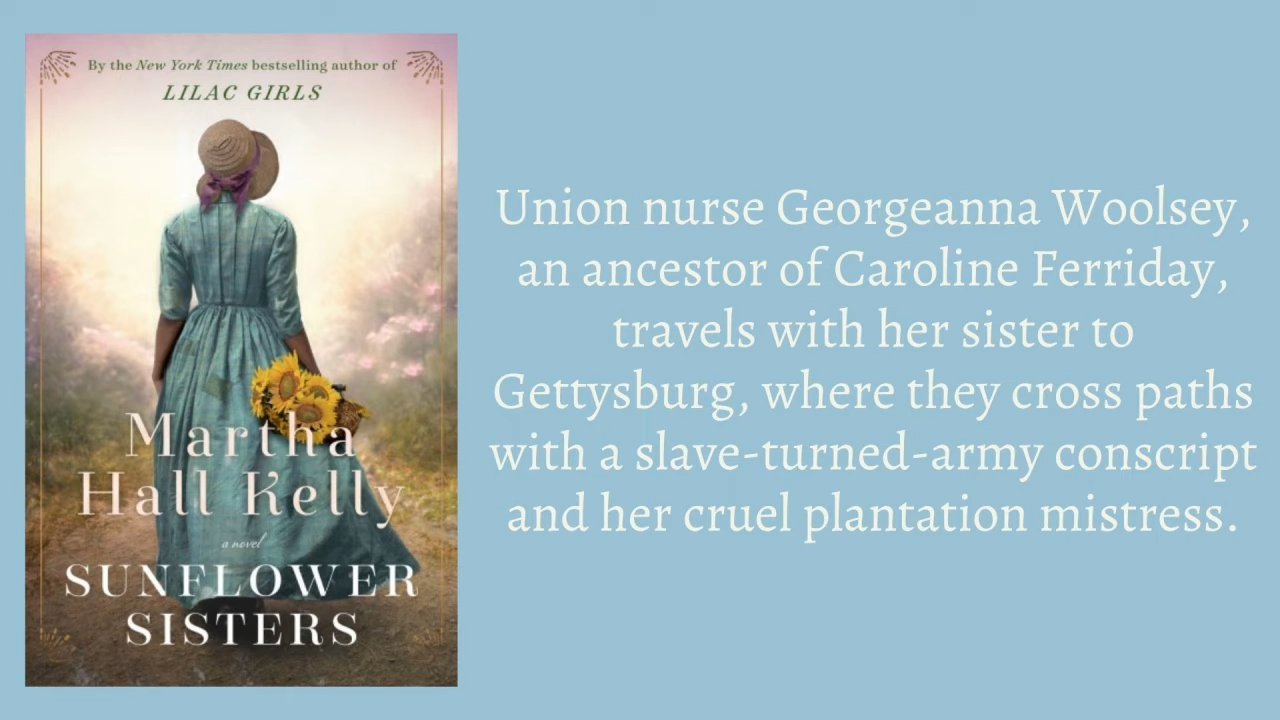 By the New York Times bestselling author of
LILAC GIRLS
Martha
Hall Kelly
a novel
SUNFLOWER
SISTERS
Union nurse Georgeanna Woolsey,
an ancestor of Caroline Ferriday,
travels with her sister to
Gettysburg, where they cross paths
with a slave-turned-army conscript
and her cruel plantation mistress.